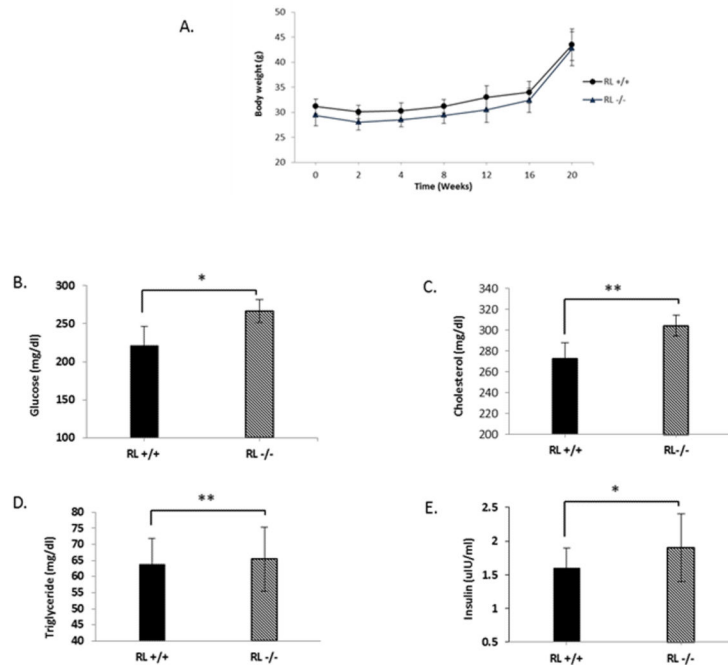 A.
Body weight (g)
50
45
40
35
30
25
20
0 2 4 8 12 16 20
Time (Weeks)
RL +/+
RL -/-
B.
*
Glucose (mg/dl)
300
250
200
150
100
RL +/+ RL -/-
C.
**
Cholesterol (mg/dl)
340
320
300
280
260
240
220
200
RL +/+ RL-/-
D.
**
Triglyceride (mg/dl)
80
75
70
65
60
55
50
45
40
RL +/+ RL -/-
E.
*
Insulin (uIU/ml)
2.5
2
1.5
1
0.5
RL +/+ RL -/-